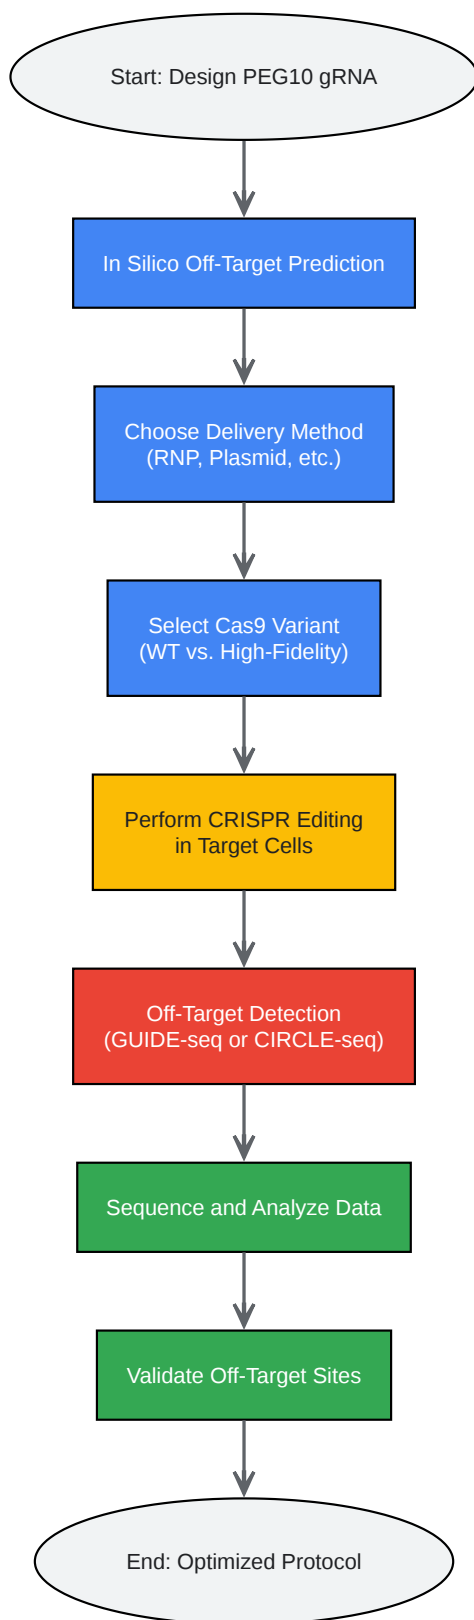 Start: Design PEG10 gRNA
In Silico Off-Target Prediction
Choose Delivery Method
(RNP, Plasmid, etc.)
Select Cas9 Variant
(WT vs. High-Fidelity)
Perform CRISPR Editing
in Target Cells
Off-Target Detection
(GUIDE-seq or CIRCLE-seq)
Sequence and Analyze Data
Validate Off-Target Sites
End: Optimized Protocol